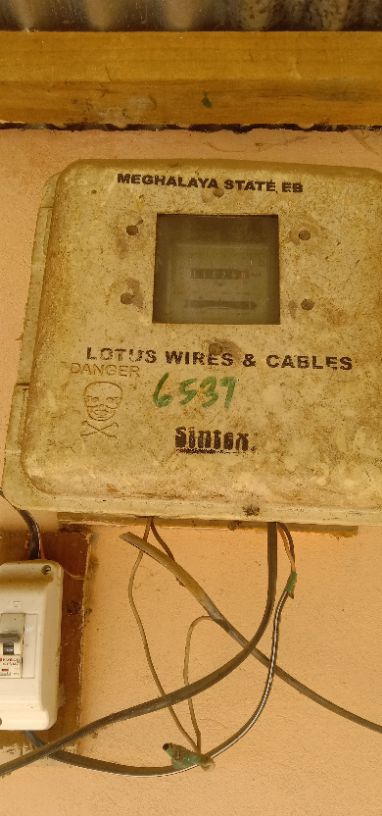 MEGHALAYA STATE EB
LOTUS WIRES & CABLES
DANGER
6537
Sintex